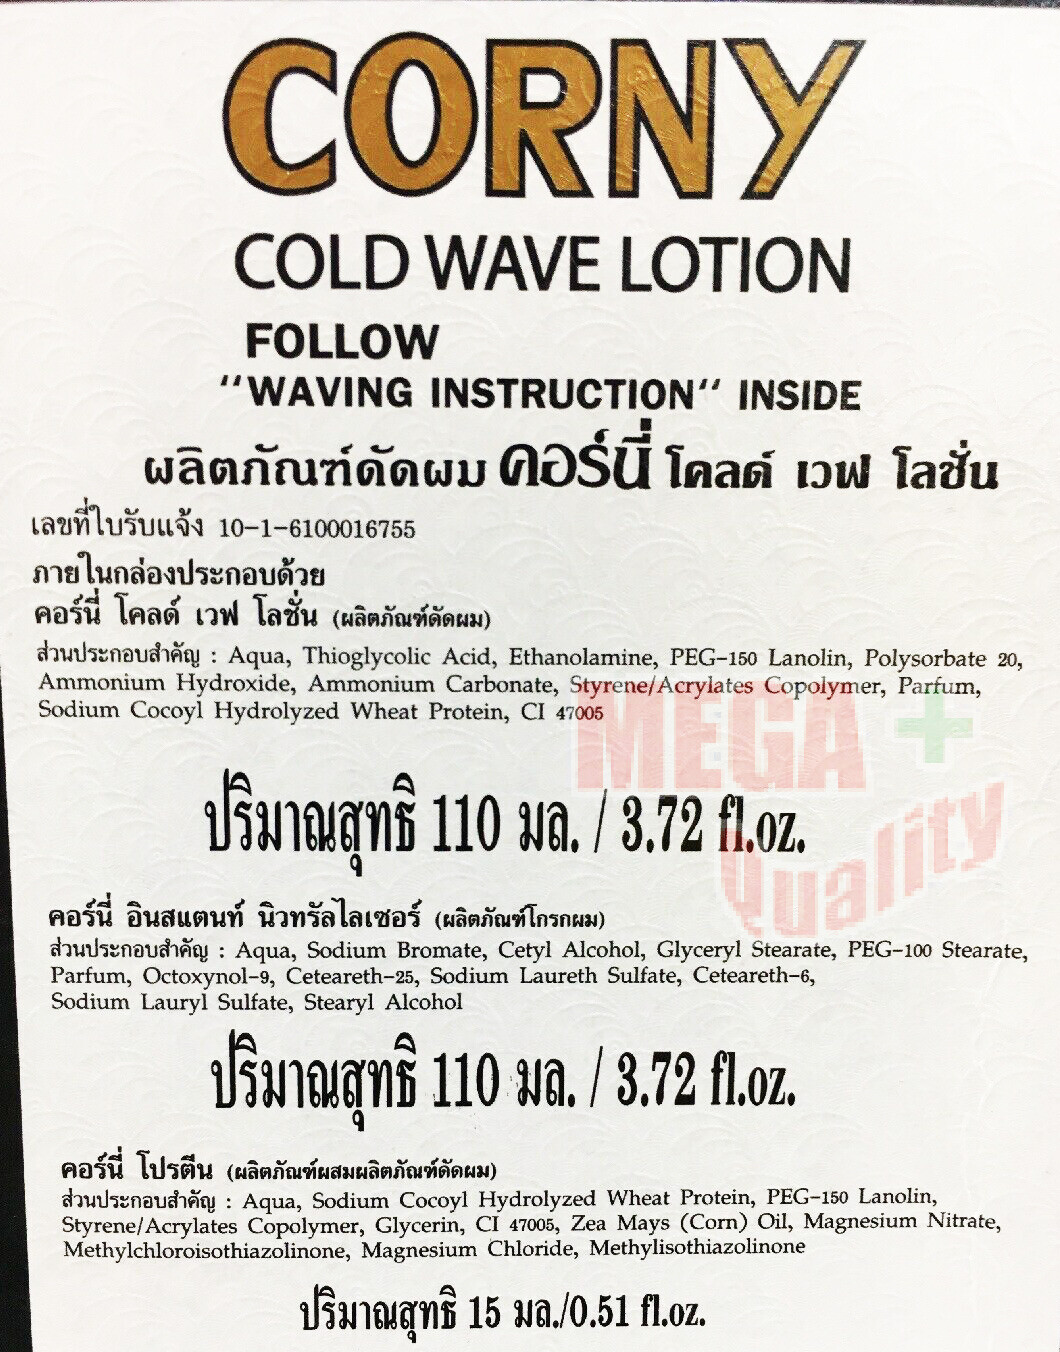 CORNY
COLD WAVE LOTION
FOLLOW
"WAVING INSTRUCTION" INSIDE
ผลิตภัณฑ์ดัดผม คอร์นี่ โคลด์ เวฟ โลชั่น
เลขที่ใบรับแจ้ง 10-1-6100016755
ภายในกล่องประกอบด้วย
คอร์นี่ โคลด์ เวฟ โลชั่น (ผลิตภัณฑ์ดัดผม)
ส่วนประกอบสำคัญ : Aqua, Thioglycolic Acid, Ethanolamine, PEG-150 Lanolin, Polysorbate 20,
Ammonium Hydroxide, Ammonium Carbonate, Styrene/Acrylates Copolymer, Parfum,
Sodium Cocoyl Hydrolyzed Wheat Protein, CI 47005
MEGA+
Quality
ปริมาณสุทธิ 110 มล. / 3.72 fl.oz.
คอร์นี่ อินสแตนท์ นิวทรัลไลเซอร์ (ผลิตภัณฑ์โกรกผม)
ส่วนประกอบสำคัญ : Aqua, Sodium Bromate, Cetyl Alcohol, Glyceryl Stearate, PEG-100 Stearate,
Parfum, Octoxynol-9, Ceteareth-25, Sodium Laureth Sulfate, Ceteareth-6,
Sodium Lauryl Sulfate, Stearyl Alcohol
ปริมาณสุทธิ 110 มล. / 3.72 fl.oz.
คอร์นี่ โปรตีน (ผลิตภัณฑ์ผสมผลิตภัณฑ์ดัดผม)
ส่วนประกอบสำคัญ : Aqua, Sodium Cocoyl Hydrolyzed Wheat Protein, PEG-150 Lanolin,
Styrene/Acrylates Copolymer, Glycerin, CI 47005, Zea Mays (Corn) Oil, Magnesium Nitrate,
Methylchloroisothiazolinone, Magnesium Chloride, Methylisothiazolinone
ปริมาณสุทธิ 15 มล./0.51 fl.oz.